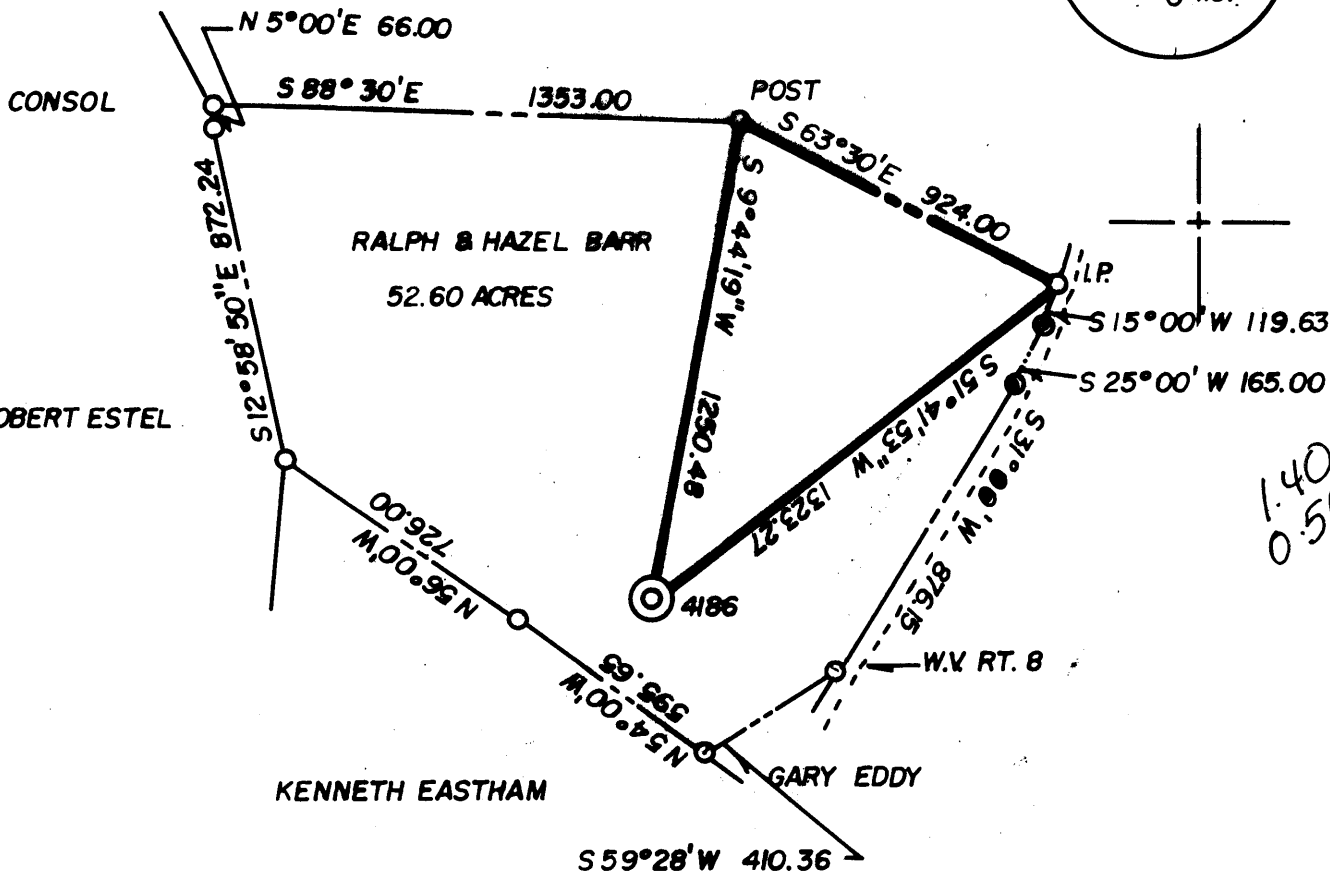 N 5°00'E 66.00
CONSOL
S 88°30'E 1353.00
POST
S 63°30'E 924.00
S 12°58'50"E 872.24
RALPH & HAZEL BARR
52.60 ACRES
S 9°44'19"W 1250.48
I.P.
S 15°00'W 119.63
S 25°00' W 165.00
OBERT ESTEL
S 51°41'53"W 1323.27
S 31°00'W 876.15
1.40
726.00
N 56°00'W
4186
W.V. RT. 8
595.65
N 54°00'W
GARY EDDY
KENNETH EASTHAM
S 59°28'W 410.36